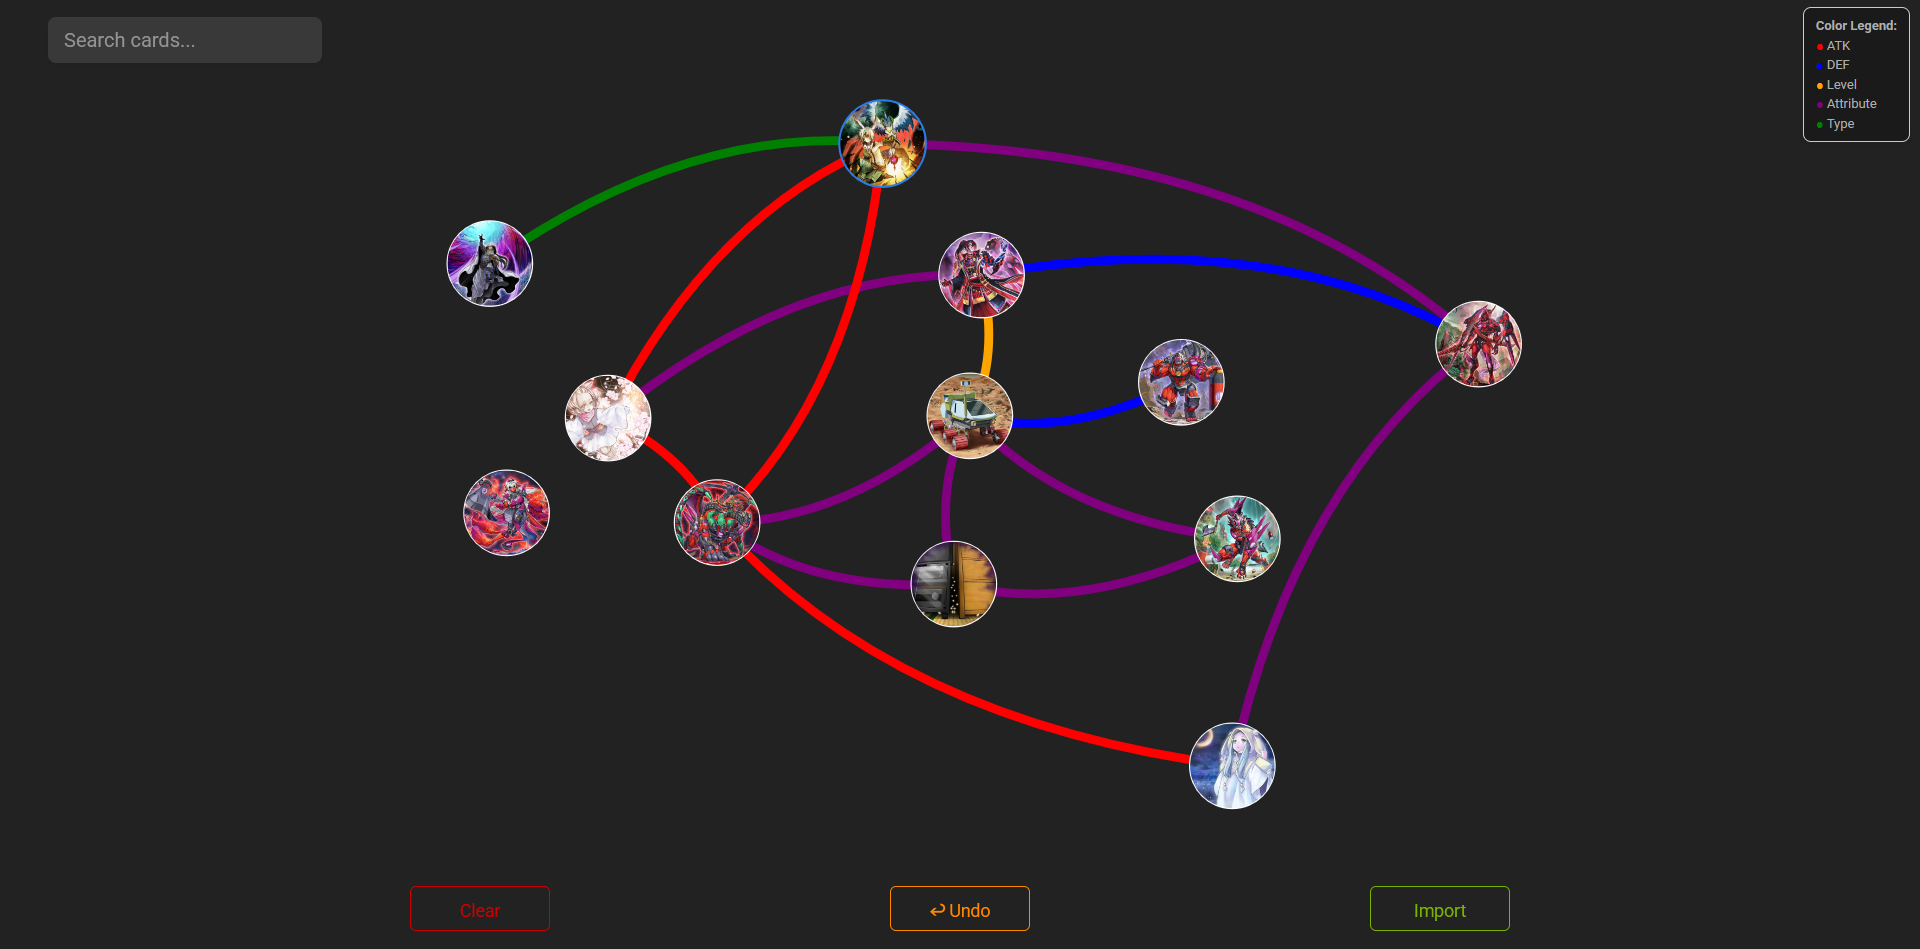 Search cards...
Color Legend:
ATK
DEF
Level
Attribute
Type
Clear
Undo
Import